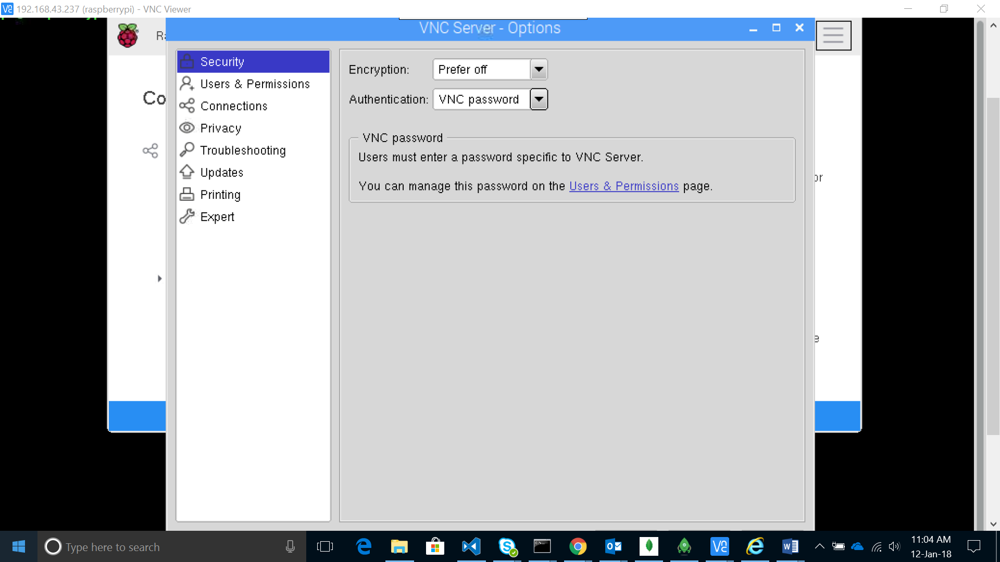 192.168.43.237 (raspberrypi) - VNC Viewer
VNC Server - Options
Security
Users & Permissions
Connections
Privacy
Troubleshooting
Updates
Printing
Expert
Encryption: Prefer off
Authentication: VNC password
VNC password
Users must enter a password specific to VNC Server.
You can manage this password on the Users & Permissions page.
Co
or
e
Type here to search
11:04 AM
12-Jan-18